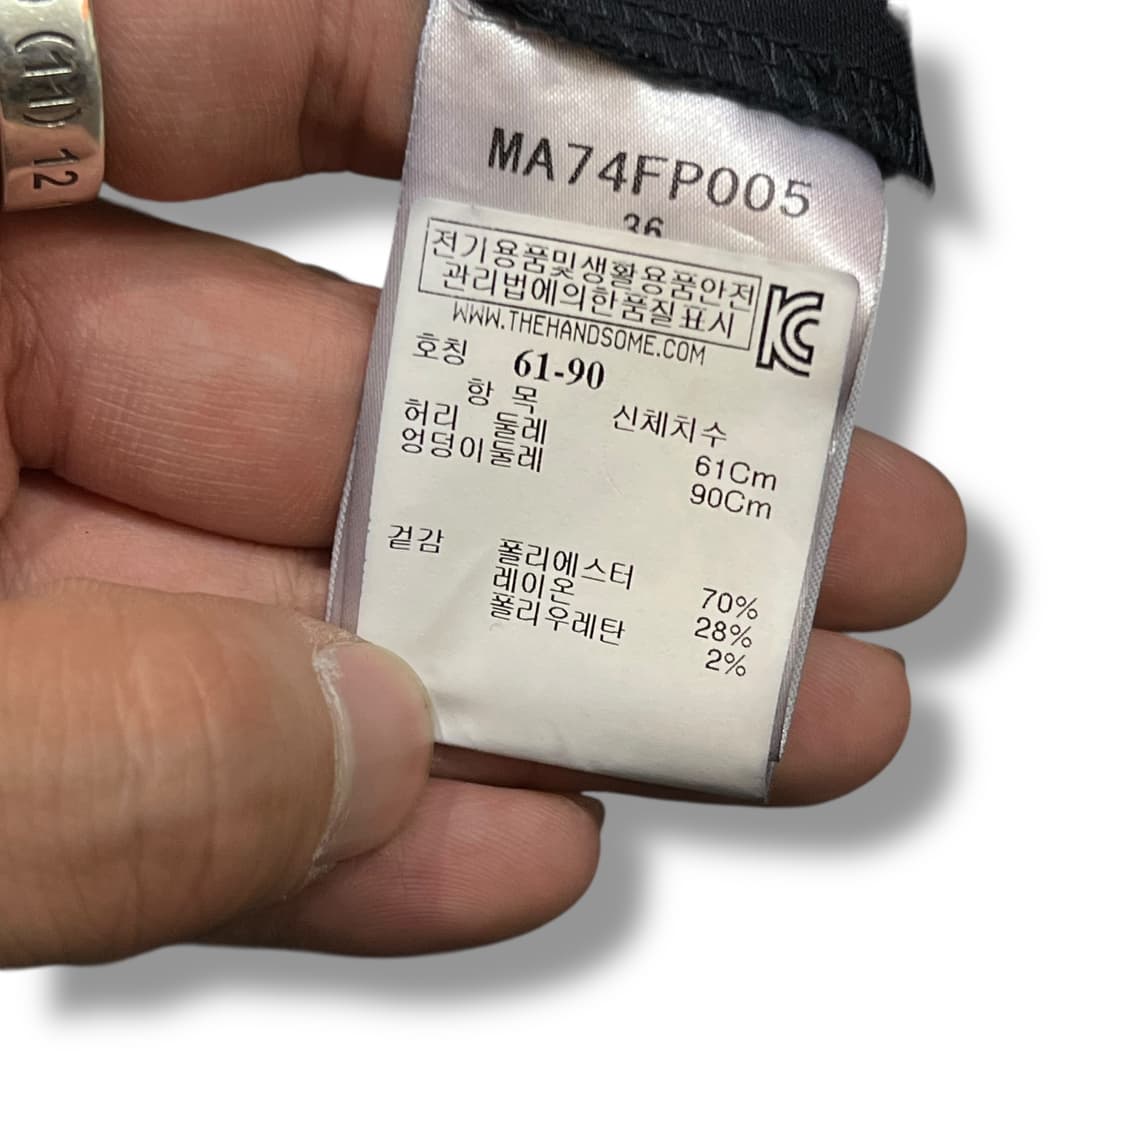 (11) 12
MA74FP005
36
전기용품및생활용품안전
관리법에의한품질표시
KC
WWW.THEHANDSOME.COM
호칭 61-90
항 목 신체치수
허리 둘레 61Cm
엉덩이둘레 90Cm
겉감 폴리에스터 70%
레이온 28%
폴리우레탄 2%